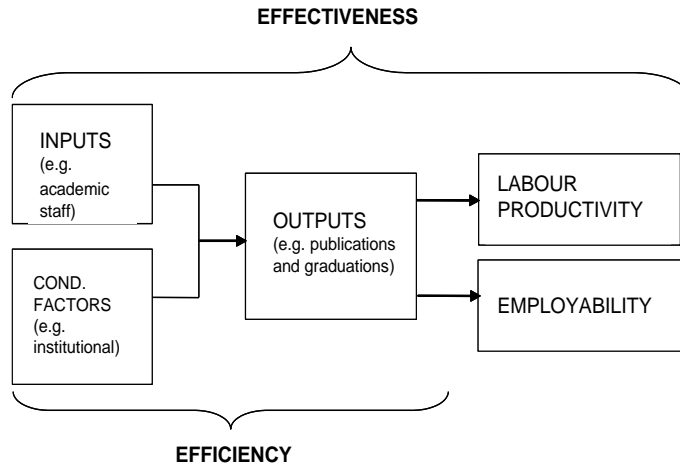 EFFECTIVENESS
INPUTS
(e.g.
academic
staff)
COND.
FACTORS
(e.g.
institutional)
OUTPUTS
(e.g. publications
and graduations)
LABOUR
PRODUCTIVITY
EMPLOYABILITY
EFFICIENCY